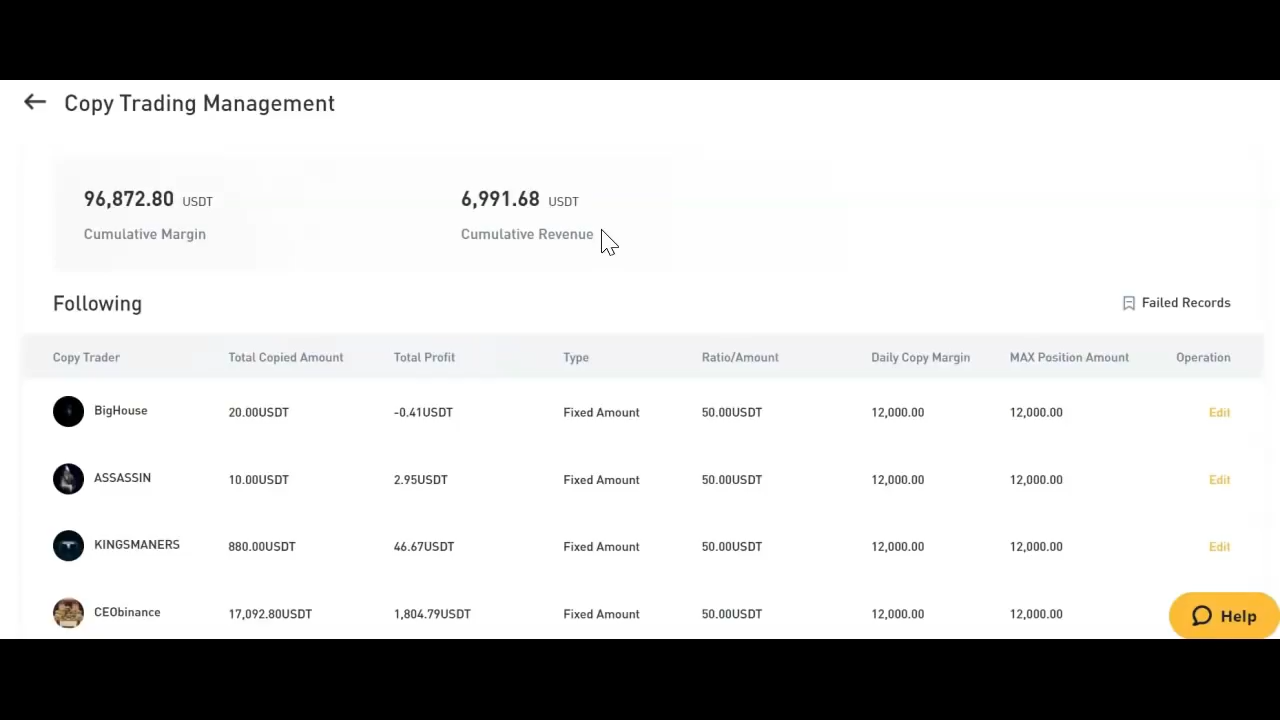 Copy Trading Management
96,872.80 USDT 6,991.68 USDT
Cumulative Margin Cumulative Revenue
Following Failed Records
Copy Trader Total Copied Amount Total Profit Type Ratio/Amount Daily Copy Margin MAX Position Amount Operation
BigHouse 20.00USDT -0.41USDT Fixed Amount 50.00USDT 12,000.00 12,000.00 Edit
ASSASSIN 10.00USDT 2.95USDT Fixed Amount 50.00USDT 12,000.00 12,000.00 Edit
KINGSMANERS 880.00USDT 46.67USDT Fixed Amount 50.00USDT 12,000.00 12,000.00 Edit
CEObinance 17,092.80USDT 1,804.79USDT Fixed Amount 50.00USDT 12,000.00 12,000.00
Help